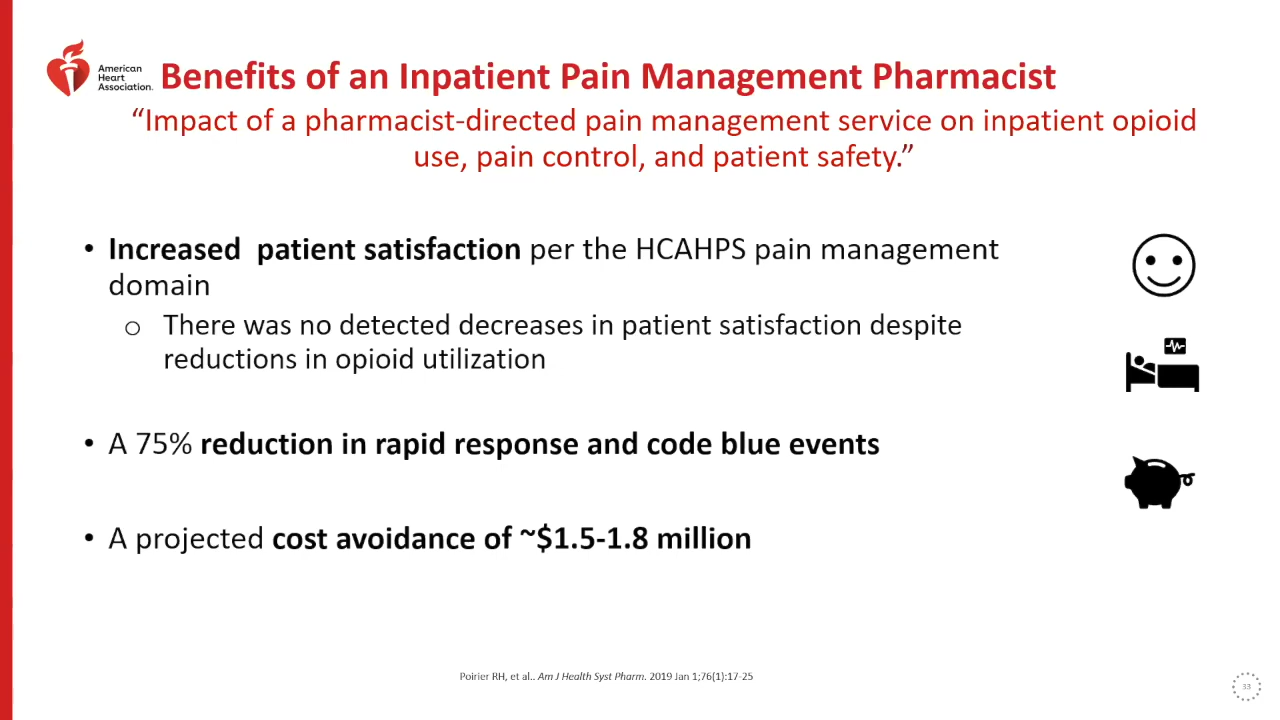 American
Heart
Association.
Benefits of an Inpatient Pain Management Pharmacist
“Impact of a pharmacist-directed pain management service on inpatient opioid
use, pain control, and patient safety.”
• Increased  patient satisfaction per the HCAHPS pain management
domain
o There was no detected decreases in patient satisfaction despite
reductions in opioid utilization
• A 75% reduction in rapid response and code blue events
• A projected cost avoidance of ~$1.5-1.8 million
Poirier RH, et al.. Am J Health Syst Pharm. 2019 Jan 1;76(1):17-25
33